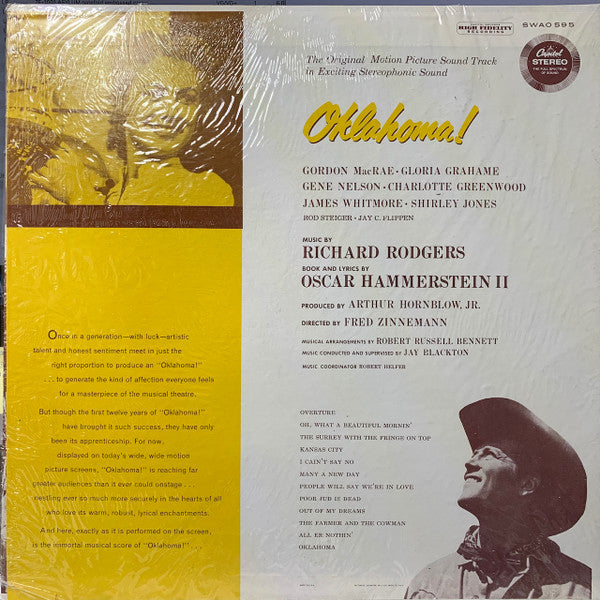 HIGH FIDELITY
RECORDING
SWAO 595
Capitol
STEREO
THE FULL SPECTRUM
OF SOUND
The Original Motion Picture Sound Track
in Exciting Stereophonic Sound
Oklahoma!
GORDON MacRAE • GLORIA GRAHAME
GENE NELSON • CHARLOTTE GREENWOOD
JAMES WHITMORE • SHIRLEY JONES
ROD STEIGER • JAY C. FLIPPEN
MUSIC BY
RICHARD RODGERS
BOOK AND LYRICS BY
OSCAR HAMMERSTEIN II
PRODUCED BY ARTHUR HORNBLOW, JR.
DIRECTED BY FRED ZINNEMANN
MUSICAL ARRANGEMENTS BY ROBERT RUSSELL BENNETT
MUSIC CONDUCTED AND SUPERVISED BY JAY BLACKTON
MUSIC COORDINATOR ROBERT HELFER
Once in a generation—with luck—artistic
talent and honest sentiment meet in just the
right proportion to produce an "Oklahoma!"
. . . to generate the kind of affection everyone feels
for a masterpiece of the musical theatre.
But though the first twelve years of "Oklahoma!"
have brought it such success, they have only
been its apprenticeship. For now,
displayed on today's wide, wide motion
picture screens, "Oklahoma!" is reaching far
greater audiences than it ever could onstage . . .
nestling ever so much more securely in the hearts of all
who love its warm, robust, lyrical enchantments.
And here, exactly as it is performed on the screen,
is the immortal musical score of "Oklahoma!" . . .
OVERTURE
OH, WHAT A BEAUTIFUL MORNIN'
THE SURREY WITH THE FRINGE ON TOP
KANSAS CITY
I CAIN'T SAY NO
MANY A NEW DAY
PEOPLE WILL SAY WE'RE IN LOVE
POOR JUD IS DEAD
OUT OF MY DREAMS
THE FARMER AND THE COWMAN
ALL ER NOTHIN'
OKLAHOMA